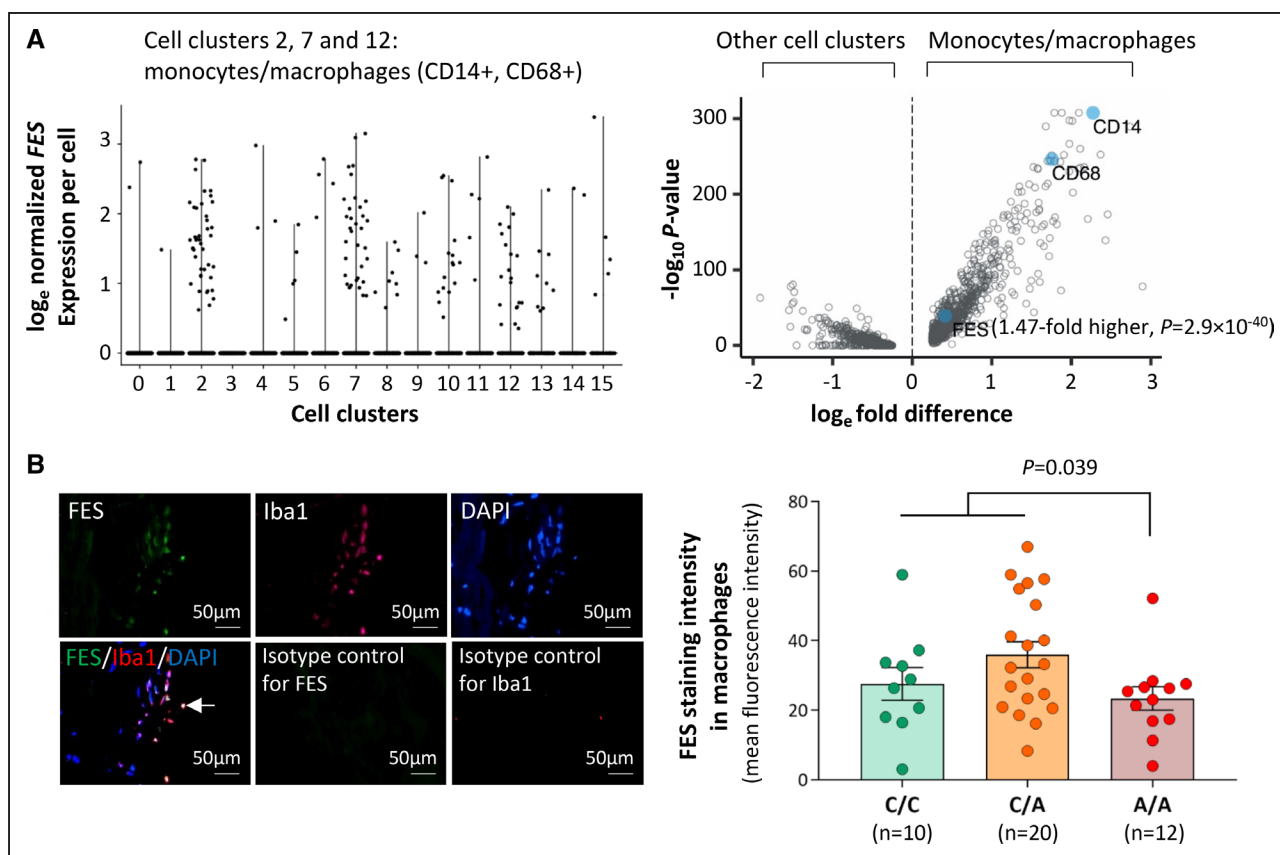 A
Cell clusters 2, 7 and 12:
monocytes/macrophages (CD14+, CD68+)
logₑ normalized FES
Expression per cell
3
2
1
0
0 1 2 3 4 5 6 7 8 9 10 11 12 13 14 15
Cell clusters
Other cell clusters
Monocytes/macrophages
-log₁₀ P-value
300
200
100
0
CD14
CD68
FES (1.47-fold higher, P=2.9×10⁻⁴⁰)
-2 -1 0 1 2 3
logₑ fold difference
B
FES
50μm
Iba1
50μm
DAPI
50μm
FES/Iba1/DAPI
50μm
Isotype control
for FES
50μm
Isotype control
for Iba1
50μm
P=0.039
FES staining intensity
in macrophages
(mean fluorescence intensity)
80
60
40
20
0
C/C C/A A/A
(n=10) (n=20) (n=12)